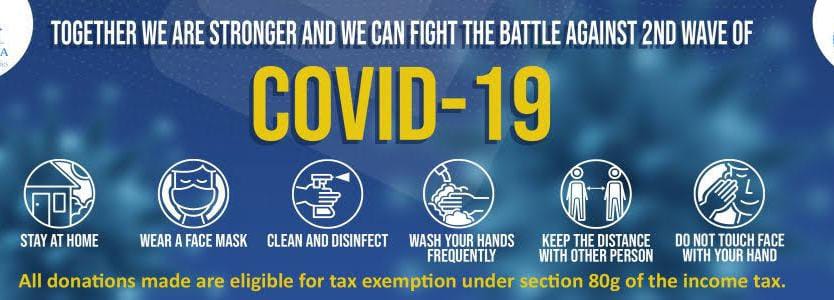 TOGETHER WE ARE STRONGER AND WE CAN FIGHT THE BATTLE AGAINST 2ND WAVE OF
COVID-19
STAY AT HOME
WEAR A FACE MASK
CLEAN AND DISINFECT
WASH YOUR HANDS
FREQUENTLY
KEEP THE DISTANCE
WITH OTHER PERSON
DO NOT TOUCH FACE
WITH YOUR HAND
All donations made are eligible for tax exemption under section 80g of the income tax.